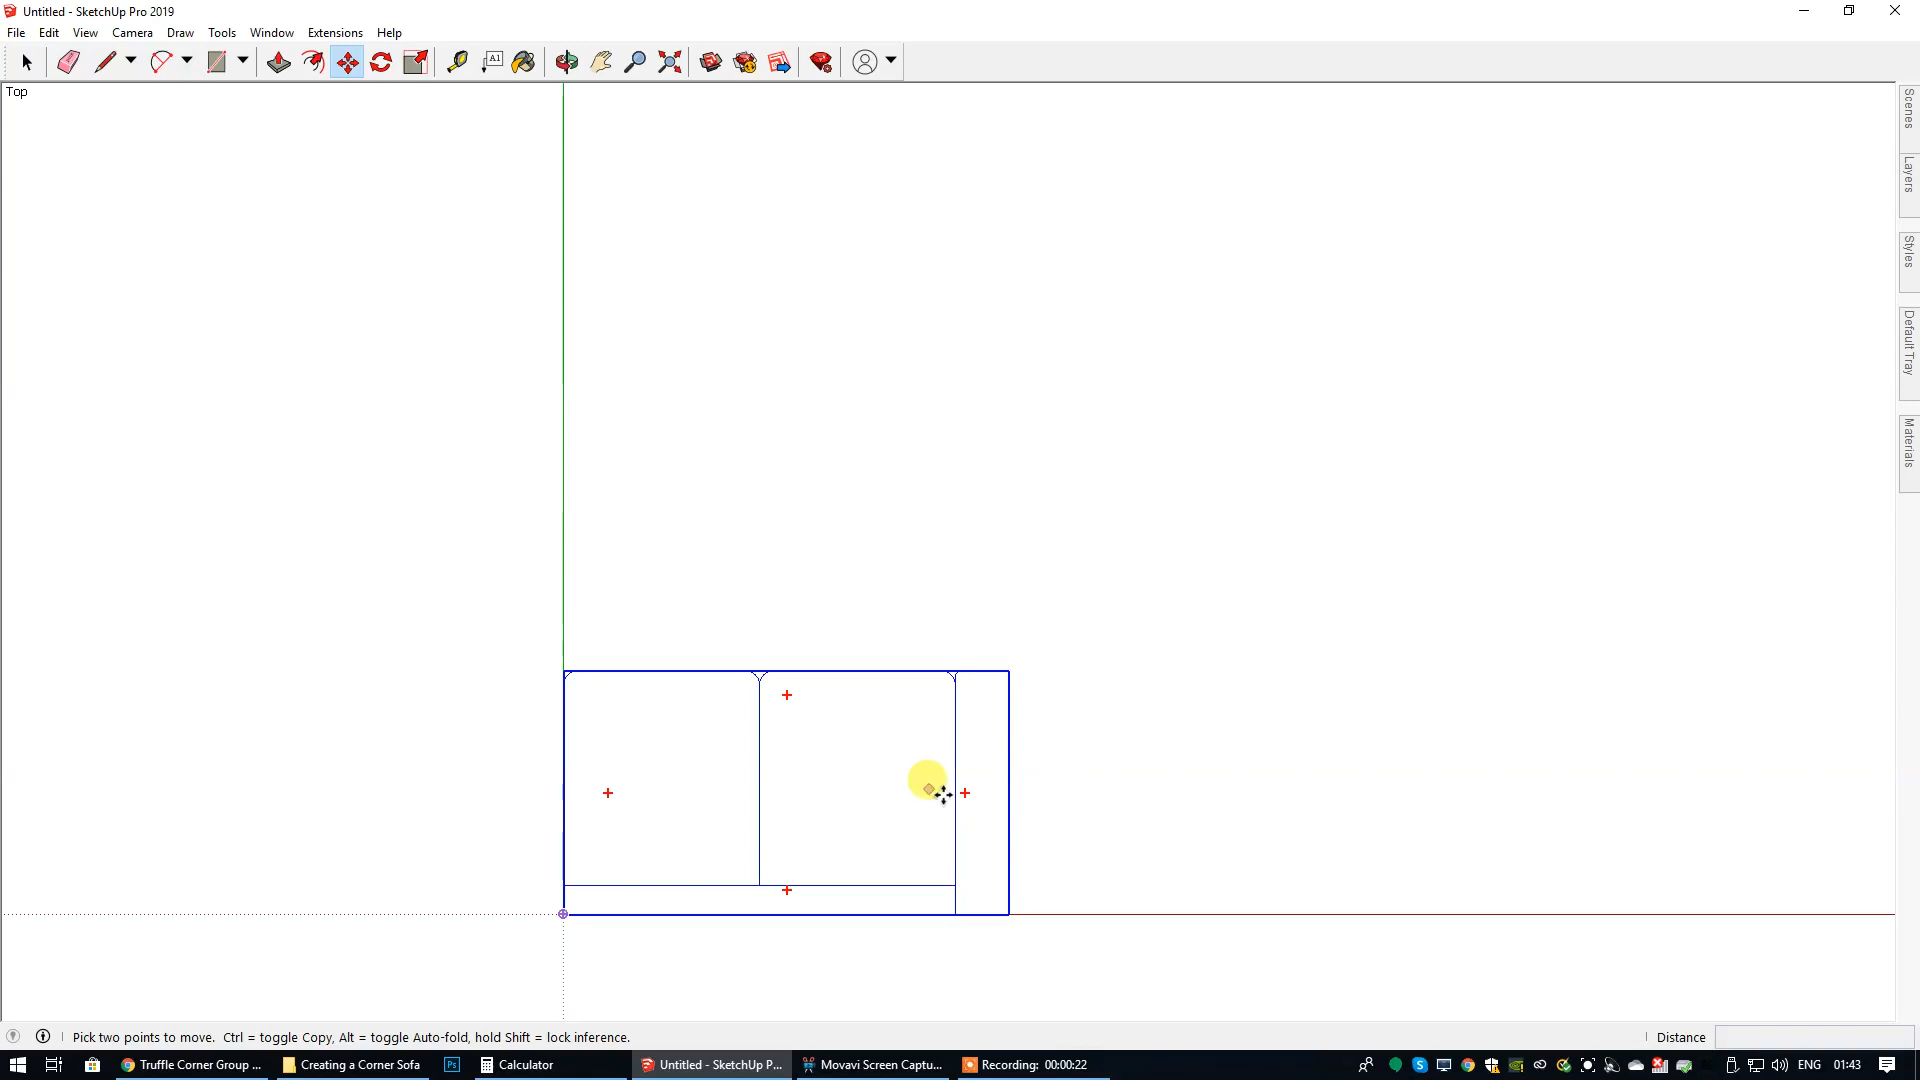 Untitled - SketchUp Pro 2019
File Edit View Camera Draw Tools Window Extensions Help
A1
Top
Scenes
Layers
Styles
Default Tray
Materials
Pick two points to move. Ctrl = toggle Copy, Alt = toggle Auto-fold, hold Shift = lock inference.
Distance
Truffle Corner Group ...
Creating a Corner Sofa
Ps
Calculator
Untitled - SketchUp P...
Movavi Screen Captu...
Recording: 00:00:22
ENG
01:43